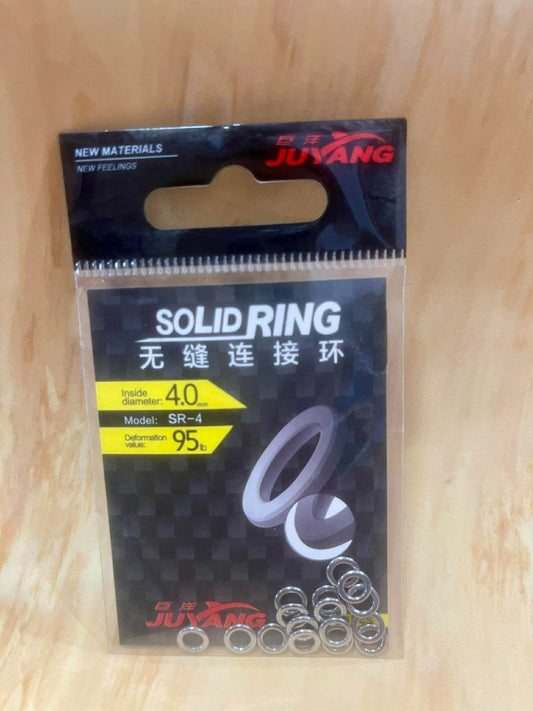 NEW MATERIALS
NEW FEELINGS
巨洋
JUYANG
SOLID RING
无缝连接环
Inside diameter: 4.0mm
Model: SR-4
Deformation value: 95lb
巨洋
JUYANG